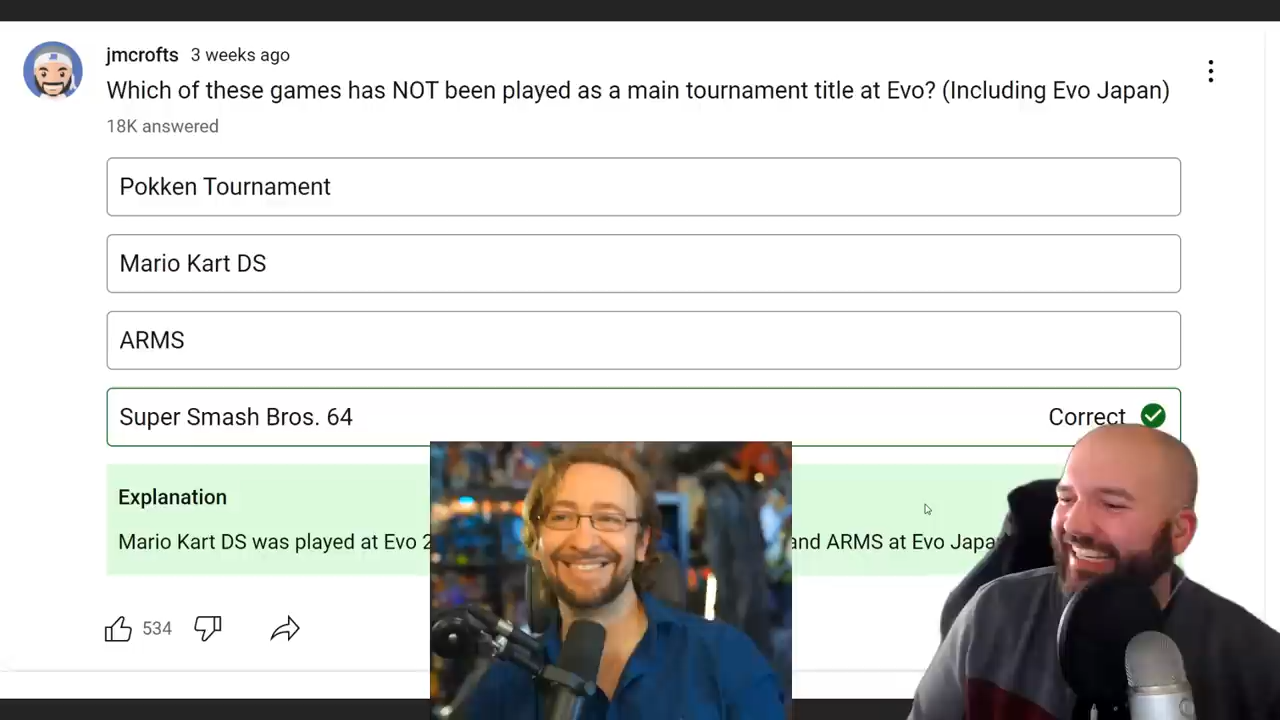 jmcrofts 3 weeks ago
Which of these games has NOT been played as a main tournament title at Evo? (Including Evo Japan)
18K answered
Pokken Tournament
Mario Kart DS
ARMS
Super Smash Bros. 64 Correct
Explanation
Mario Kart DS was played at Evo 2 and ARMS at Evo Japa
534